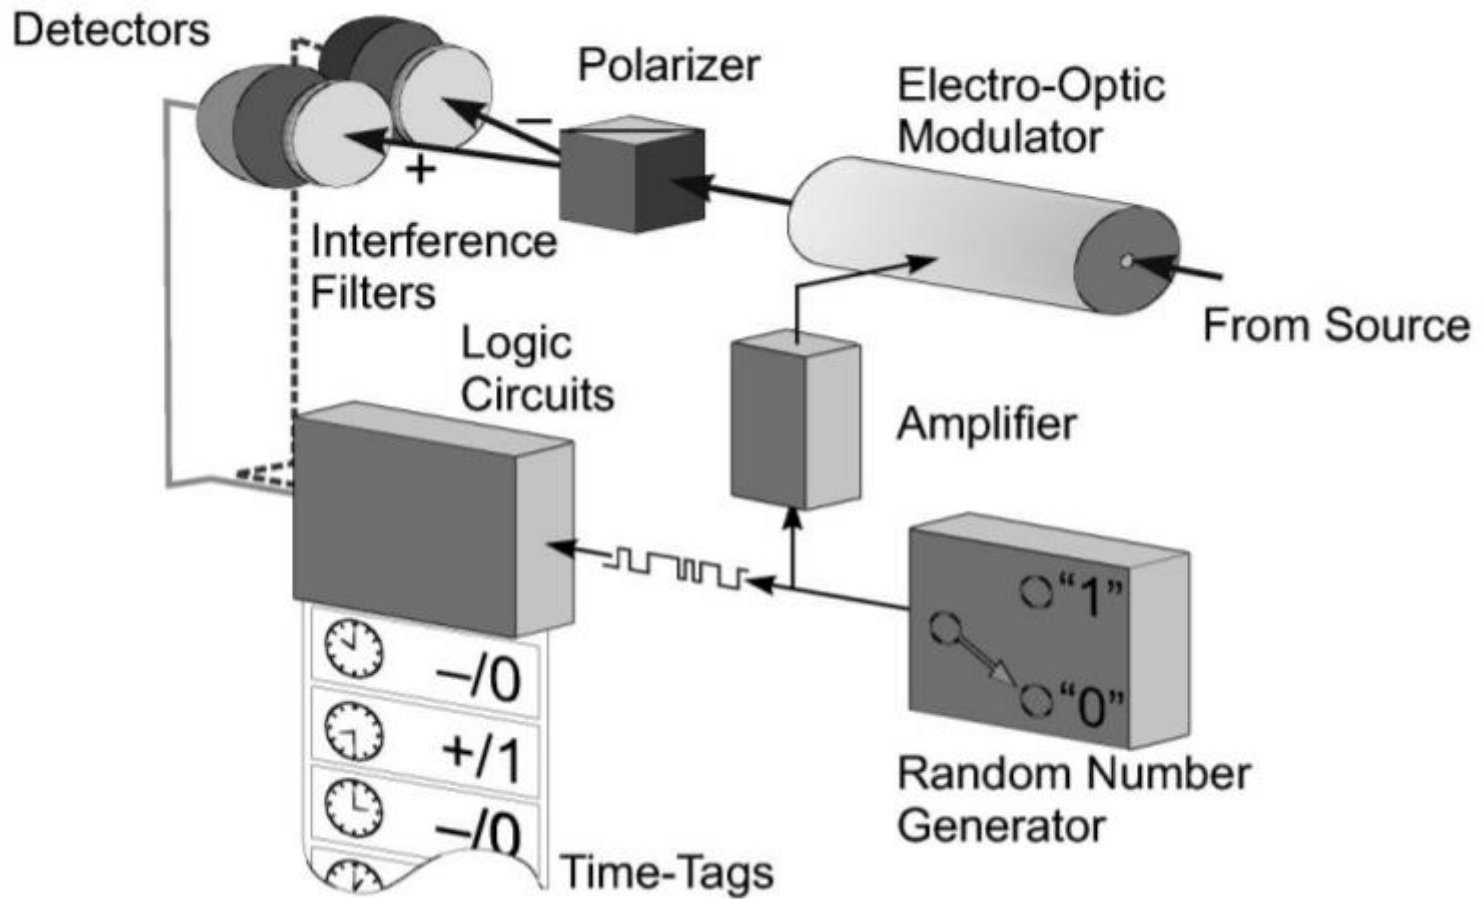 Detectors
Polarizer
Electro-Optic
Modulator
–
+
Interference
Filters
From Source
Logic
Circuits
Amplifier
“1”
“0”
–/0
+/1
–/0
Random Number
Generator
Time-Tags